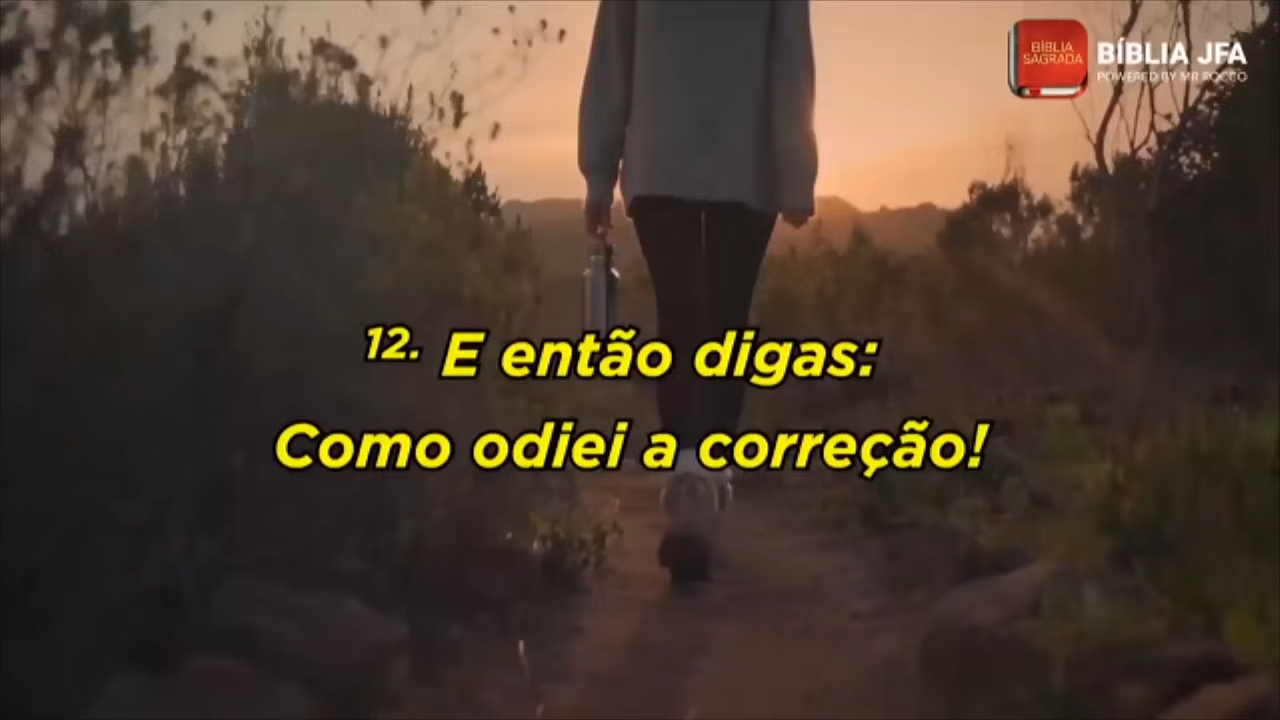 BÍBLIA
SAGRADA
BÍBLIA JFA
POWERED BY MR ROCCO
12. E então digas:
Como odiei a correção!